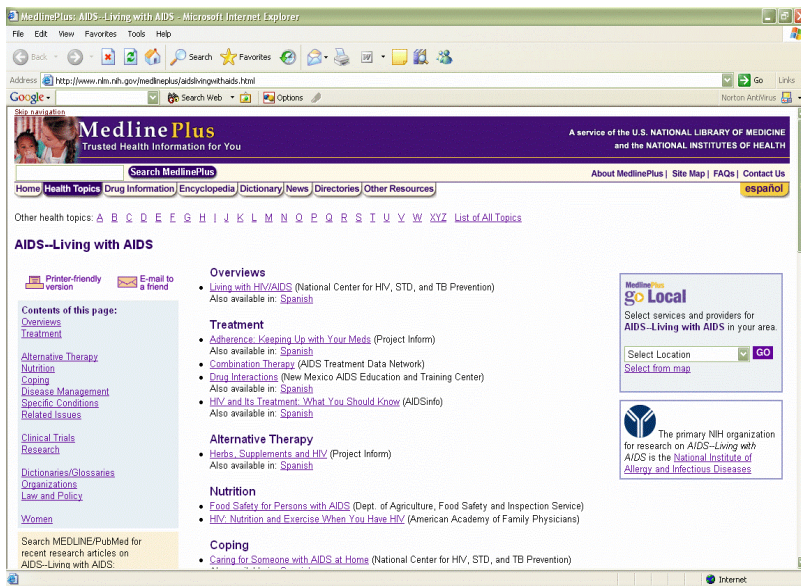 MedlinePlus: AIDS--Living with AIDS - Microsoft Internet Explorer
File Edit View Favorites Tools Help
Back Search Favorites
Address http://www.nlm.nih.gov/medlineplus/aidslivingwithaids.html Go Links
Google Search Web Options Norton AntiVirus
Skip navigation
MedlinePlus
Trusted Health Information for You
A service of the U.S. NATIONAL LIBRARY OF MEDICINE
and the NATIONAL INSTITUTES OF HEALTH
Search MedlinePlus
About MedlinePlus | Site Map | FAQs | Contact Us
Home Health Topics Drug Information Encyclopedia Dictionary News Directories Other Resources
español
Other health topics: A B C D E F G H I J K L M N O P Q R S T U V W XYZ List of All Topics
AIDS--Living with AIDS
Printer-friendly
version
E-mail to
a friend
Contents of this page:
Overviews
Treatment
Alternative Therapy
Nutrition
Coping
Disease Management
Specific Conditions
Related Issues
Clinical Trials
Research
Dictionaries/Glossaries
Organizations
Law and Policy
Women
Search MEDLINE/PubMed for
recent research articles on
AIDS--Living with AIDS:
Overviews
• Living with HIV/AIDS (National Center for HIV, STD, and TB Prevention)
Also available in: Spanish
Treatment
• Adherence: Keeping Up with Your Meds (Project Inform)
Also available in: Spanish
• Combination Therapy (AIDS Treatment Data Network)
• Drug Interactions (New Mexico AIDS Education and Training Center)
Also available in: Spanish
• HIV and Its Treatment: What You Should Know (AIDSinfo)
Also available in: Spanish
Alternative Therapy
• Herbs, Supplements and HIV (Project Inform)
Also available in: Spanish
Nutrition
• Food Safety for Persons with AIDS (Dept. of Agriculture, Food Safety and Inspection Service)
• HIV: Nutrition and Exercise When You Have HIV (American Academy of Family Physicians)
Coping
• Caring for Someone with AIDS at Home (National Center for HIV, STD, and TB Prevention)
MedlinePlus
go Local
Select services and providers for
AIDS--Living with AIDS in your area.
Select Location GO
Select from map
The primary NIH organization
for research on AIDS--Living with
AIDS is the National Institute of
Allergy and Infectious Diseases
Internet